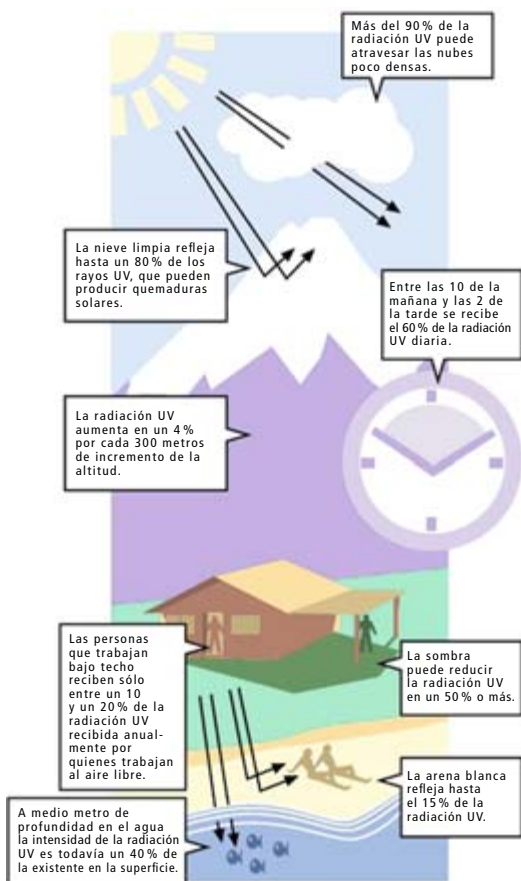 Más del 90% de la
radiación UV puede
atravesar las nubes
poco densas.
La nieve limpia refleja
hasta un 80% de los
rayos UV, que pueden
producir quemaduras
solares.
Entre las 10 de la
mañana y las 2 de
la tarde se recibe
el 60% de la radiación
UV diaria.
La radiación UV
aumenta en un 4%
por cada 300 metros
de incremento de la
altitud.
Las personas
que trabajan
bajo techo
reciben sólo
entre un 10
y un 20% de la
radiación UV
recibida anual-
mente por
quienes trabajan
al aire libre.
La sombra
puede reducir
la radiación UV
en un 50% o más.
La arena blanca
refleja hasta
el 15% de la
radiación UV.
A medio metro de
profundidad en el agua
la intensidad de la radiación
UV es todavía un 40% de
la existente en la superficie.